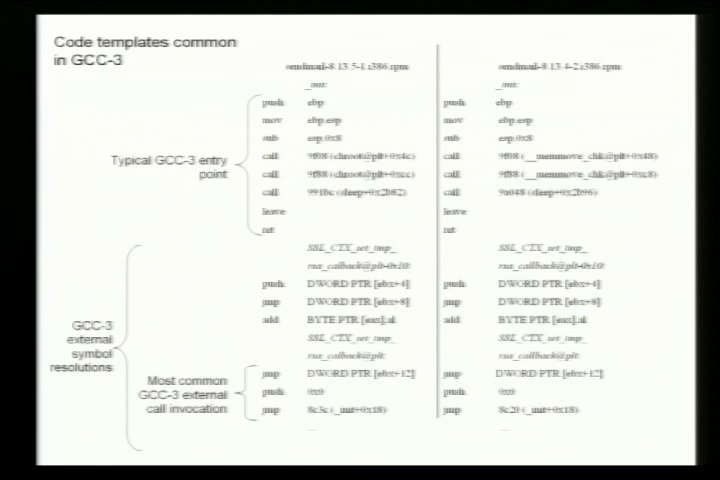 Code templates common
in GCC-3
sendmail-8.13.5-1.i386.rpm
_init:
push ebp
mov ebp,esp
sub esp,0x8
call 9f08 (chroot@plt+0x4c)
call 9f88 (chroot@plt+0xcc)
call 991bc (sleep+0x2b82)
leave
ret
SSL_CTX_set_tmp_
rsa_callback@plt-0x10:
push DWORD PTR [ebx+4]
jmp DWORD PTR [ebx+8]
add BYTE PTR [eax],al
SSL_CTX_set_tmp_
rsa_callback@plt:
jmp DWORD PTR [ebx+12]
push 0x0
jmp 8c3c (_init+0x18)
...
sendmail-8.13.4-2.i386.rpm
_init:
push ebp
mov ebp,esp
sub esp,0x8
call 9f08 (__memmove_chk@plt+0x48)
call 9f88 (__memmove_chk@plt+0xc8)
call 9a048 (sleep+0x2b96)
leave
ret
SSL_CTX_set_tmp_
rsa_callback@plt-0x10:
push DWORD PTR [ebx+4]
jmp DWORD PTR [ebx+8]
add BYTE PTR [eax],al
SSL_CTX_set_tmp_
rsa_callback@plt:
jmp DWORD PTR [ebx+12]
push 0x0
jmp 8c20 (_init+0x18)
...
Typical GCC-3 entry
point
GCC-3
external
symbol
resolutions
Most common
GCC-3 external
call invocation